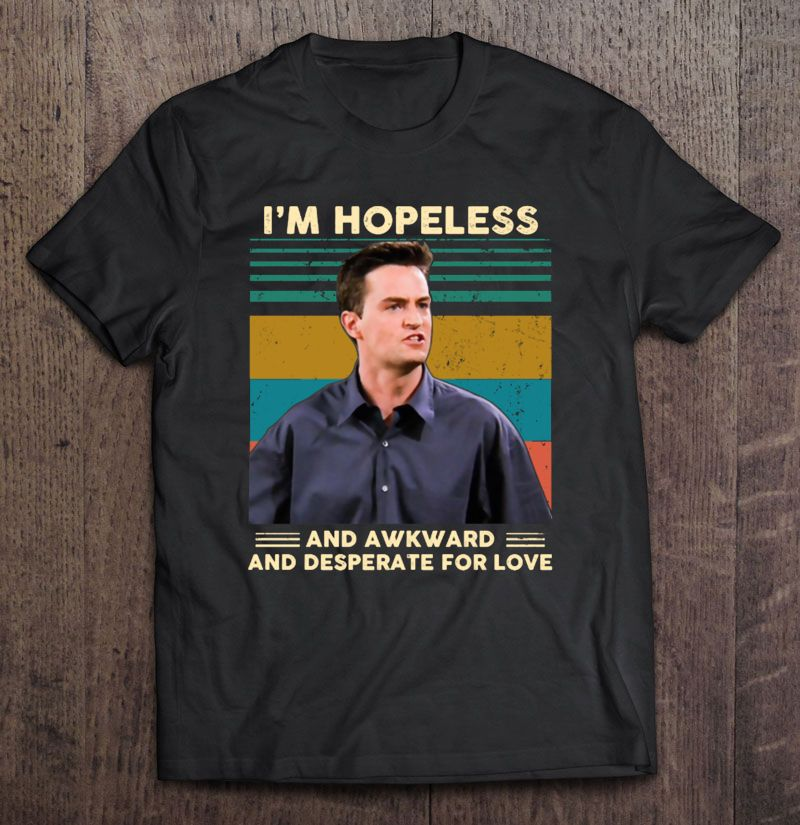 I'M HOPELESS
AND AWKWARD
AND DESPERATE FOR LOVE